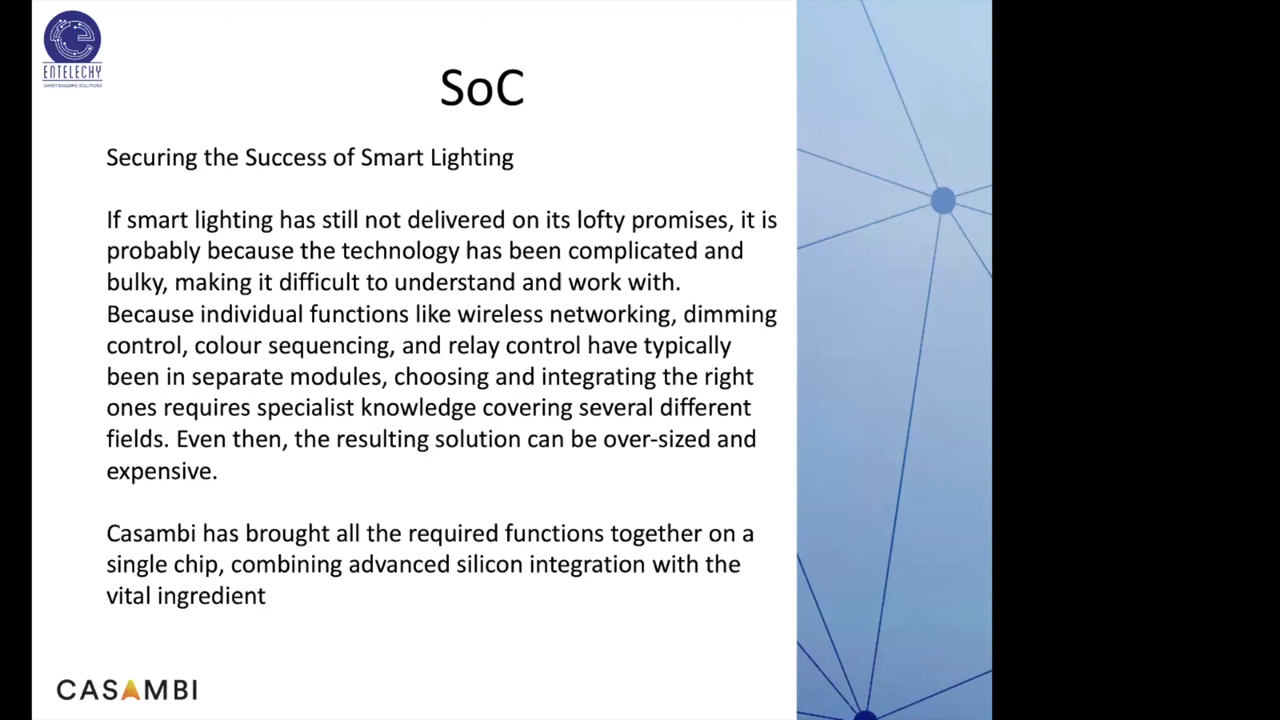 ENTELECHY
SMART BUILDING SOLUTIONS
SoC
Securing the Success of Smart Lighting
If smart lighting has still not delivered on its lofty promises, it is
probably because the technology has been complicated and
bulky, making it difficult to understand and work with.
Because individual functions like wireless networking, dimming
control, colour sequencing, and relay control have typically
been in separate modules, choosing and integrating the right
ones requires specialist knowledge covering several different
fields. Even then, the resulting solution can be over-sized and
expensive.
Casambi has brought all the required functions together on a
single chip, combining advanced silicon integration with the
vital ingredient
CASAMBI